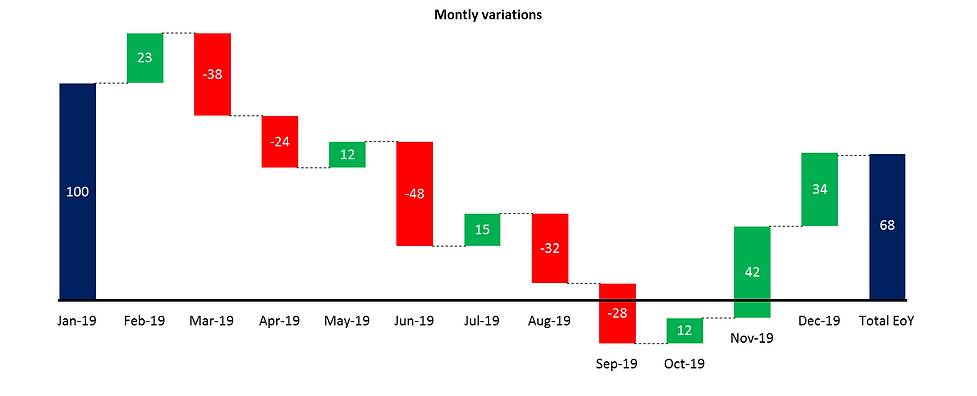 Montly variations
23
-38
-24
12
100
-48
15
-32
-28
12
42
34
68
Jan-19
Feb-19
Mar-19
Apr-19
May-19
Jun-19
Jul-19
Aug-19
Sep-19
Oct-19
Nov-19
Dec-19
Total EoY